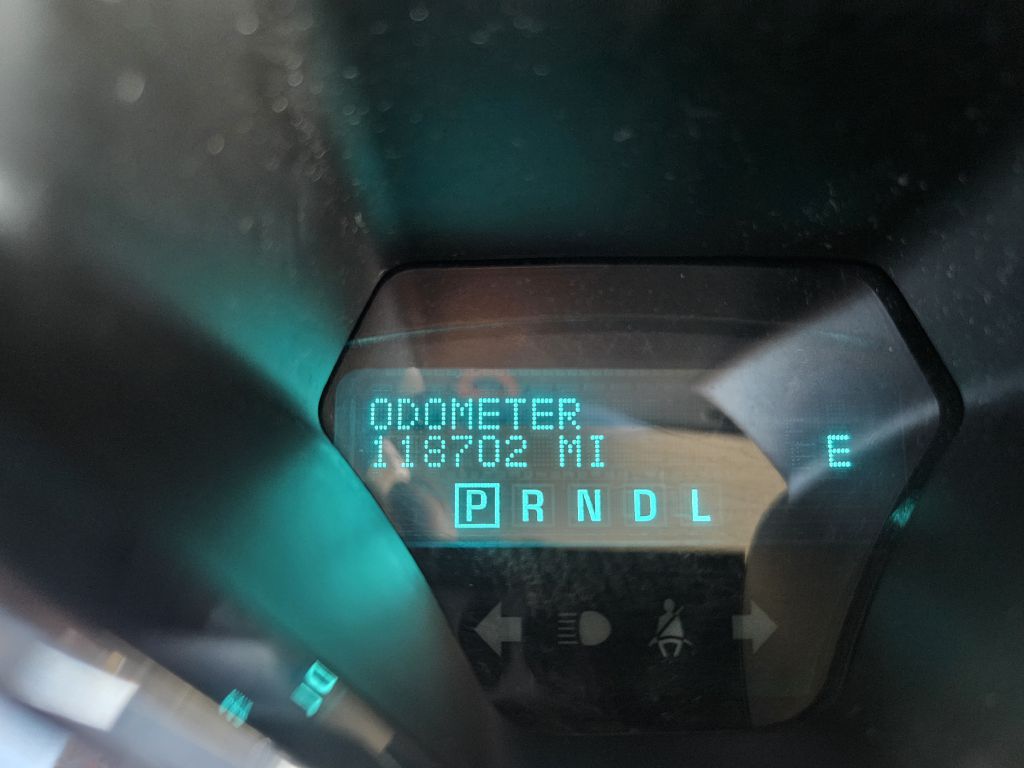 ODOMETER
118702 MI
E
P R N D L